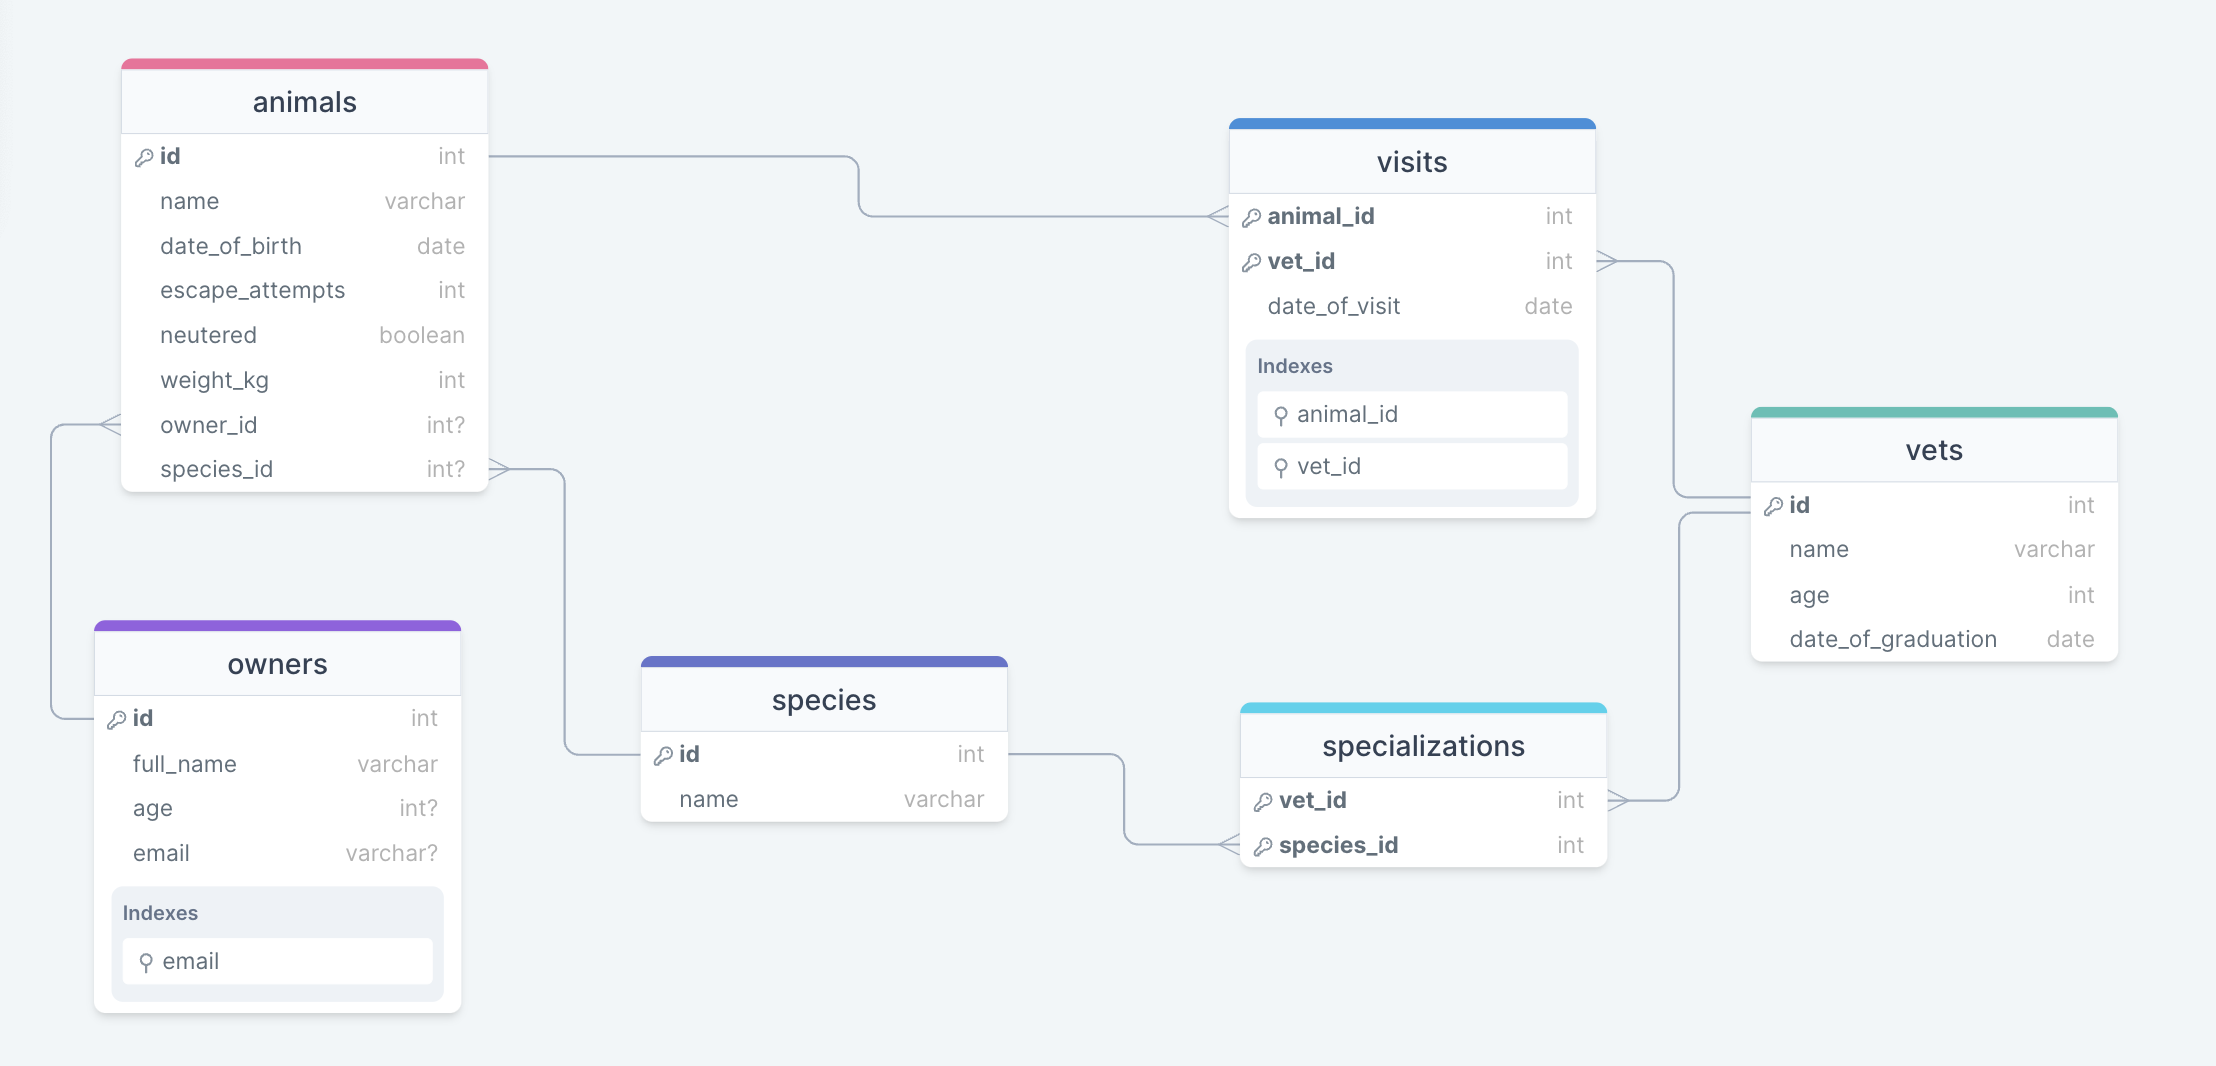 animals
id int
name varchar
date_of_birth date
escape_attempts int
neutered boolean
weight_kg int
owner_id int?
species_id int?
visits
animal_id int
vet_id int
date_of_visit date
Indexes
animal_id
vet_id
vets
id int
name varchar
age int
date_of_graduation date
owners
id int
full_name varchar
age int?
email varchar?
Indexes
email
species
id int
name varchar
specializations
vet_id int
species_id int